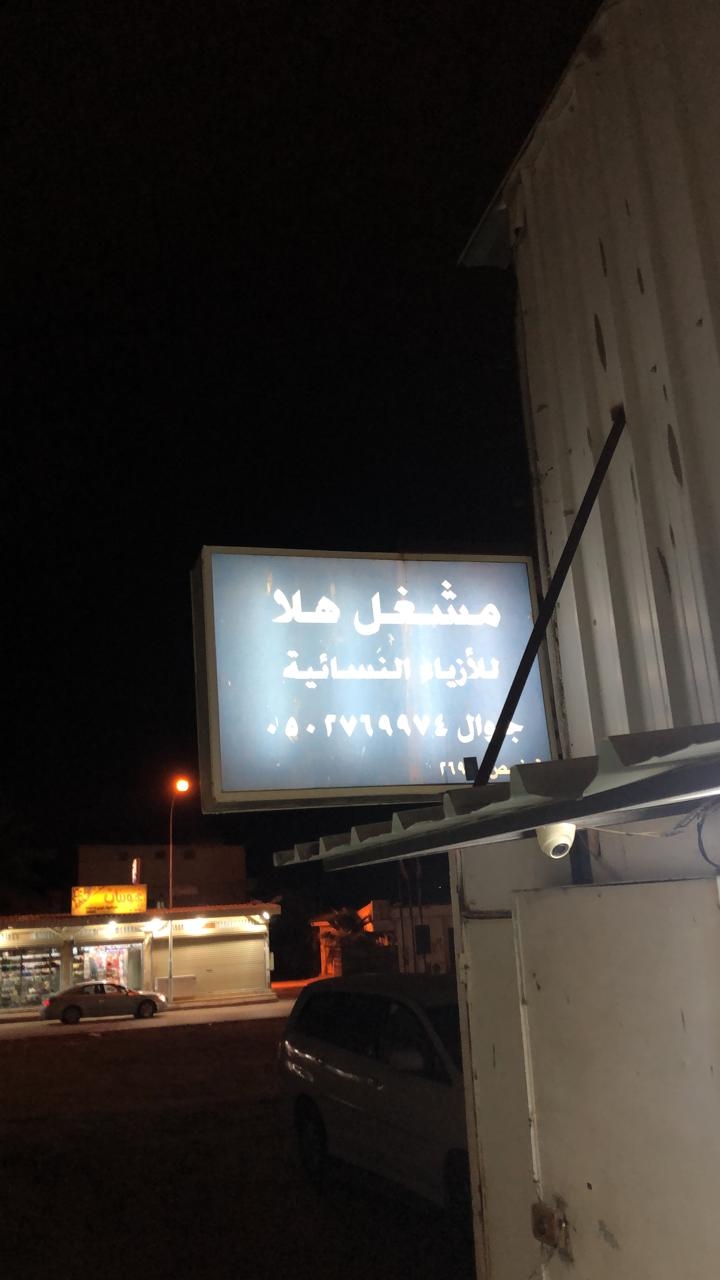 مشغل هلا
للأزياء النسائية
جوال ٠٥٠٢٧٦٩٩٧٤